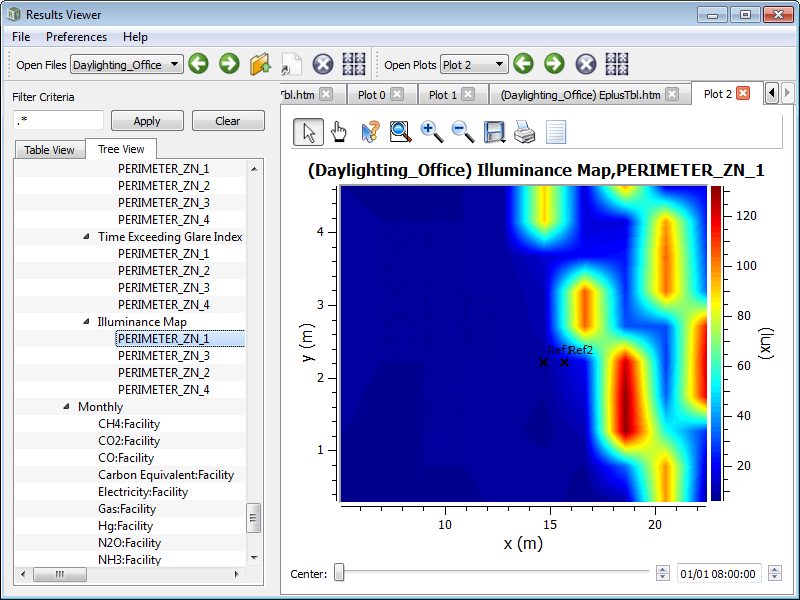 Results Viewer
File Preferences Help
Open Files Daylighting_Office Open Plots Plot 2
Filter Criteria
.*
Apply Clear
Table View Tree View
PERIMETER_ZN_1
PERIMETER_ZN_2
PERIMETER_ZN_3
PERIMETER_ZN_4
Time Exceeding Glare Index
PERIMETER_ZN_1
PERIMETER_ZN_2
PERIMETER_ZN_3
PERIMETER_ZN_4
Illuminance Map
PERIMETER_ZN_1
PERIMETER_ZN_3
PERIMETER_ZN_2
PERIMETER_ZN_4
Monthly
CH4:Facility
CO2:Facility
CO:Facility
Carbon Equivalent:Facility
Electricity:Facility
Gas:Facility
Hg:Facility
N2O:Facility
NH3:Facility
Tbl.htm Plot 0 Plot 1 (Daylighting_Office) EplusTbl.htm Plot 2
(Daylighting_Office) Illuminance Map,PERIMETER_ZN_1
4
3
2
1
y (m)
Ref1 Ref2
10 15 20
x (m)
120
100
80
60
40
20
(lux)
Center: 01/01 08:00:00